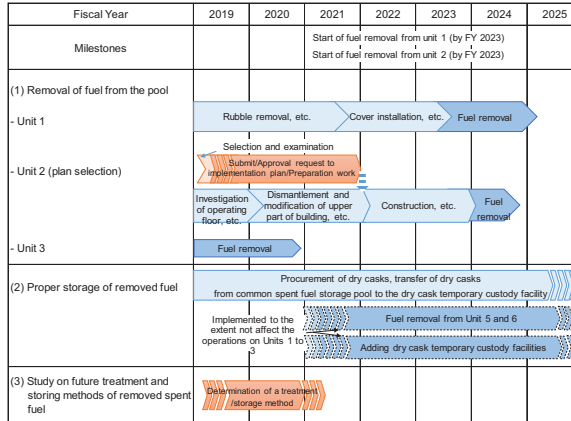 Fiscal Year 2019 2020 2021 2022 2023 2024 2025
Milestones
Start of fuel removal from unit 1 (by FY 2023)
Start of fuel removal from unit 2 (by FY 2023)
(1) Removal of fuel from the pool
- Unit 1
Rubble removal, etc.
Cover installation, etc.
Fuel removal
Selection and examination
- Unit 2 (plan selection)
Submit/Approval request to
implementation plan/Preparation work
Investigation
of operating
floor, etc.
Dismantlement and
modification of upper
part of building, etc.
Construction, etc.
Fuel
removal
- Unit 3
Fuel removal
(2) Proper storage of removed fuel
Procurement of dry casks, transfer of dry casks
from common spent fuel storage pool to the dry cask temporary custody facility
Implemented to the
extent not affect the
operations on Units 1 to
3
Fuel removal from Unit 5 and 6
Adding dry cask temporary custody facilities
(3) Study on future treatment and
storing methods of removed spent
fuel
Determination of a treatment
/storage method